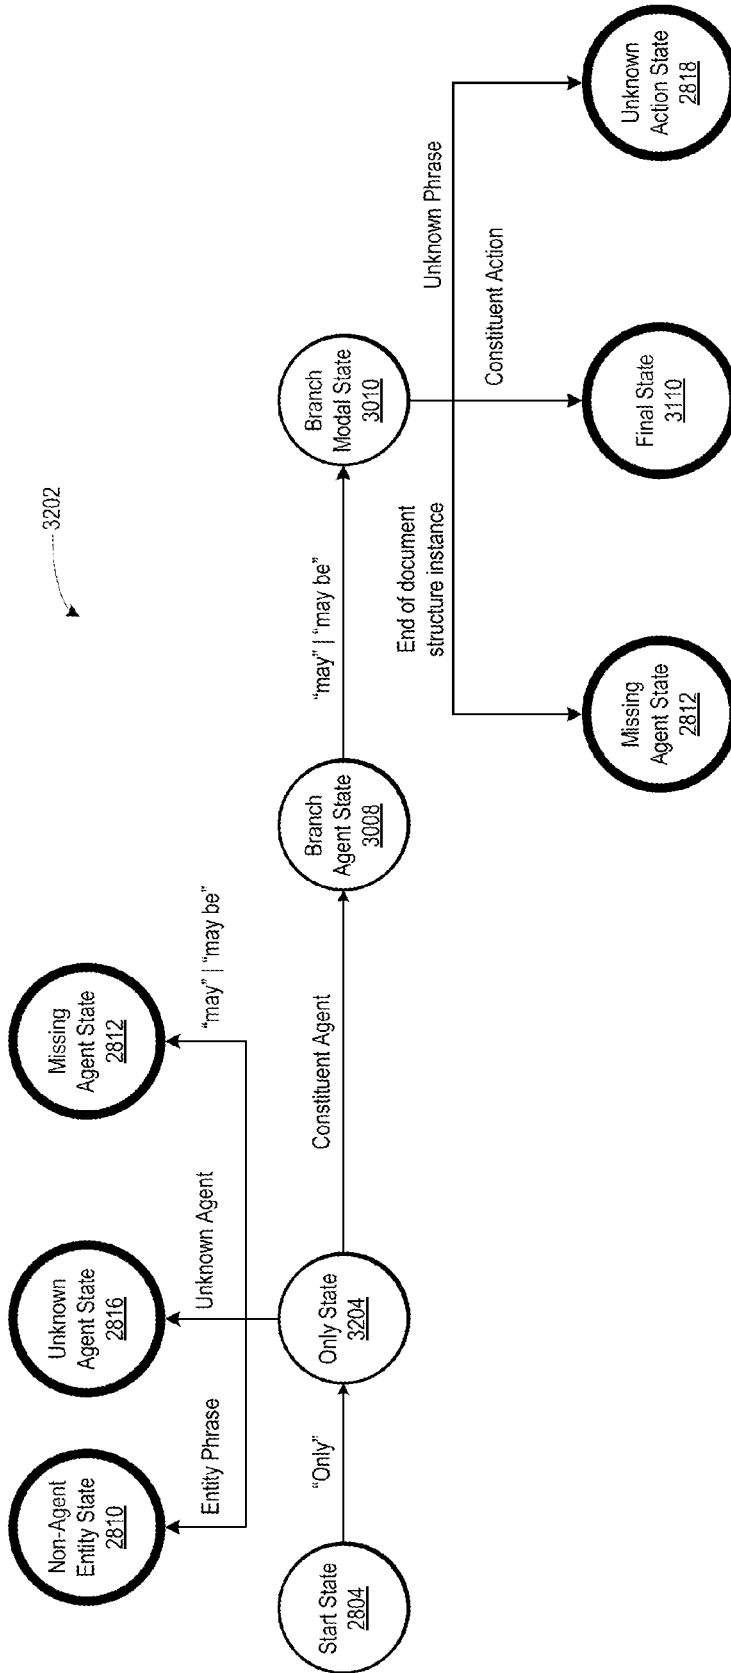 3202
Non-Agent
Entity State
2810
Unknown
Agent State
2816
Missing
Agent State
2812
Entity Phrase
Unknown Agent
"may" | "may be"
Start State
2804
"Only"
Only State
3204
Constituent Agent
Branch
Agent State
3008
"may" | "may be"
Branch
Modal State
3010
End of document
structure instance
Constituent Action
Unknown Phrase
Missing
Agent State
2812
Final State
3110
Unknown
Action State
2818